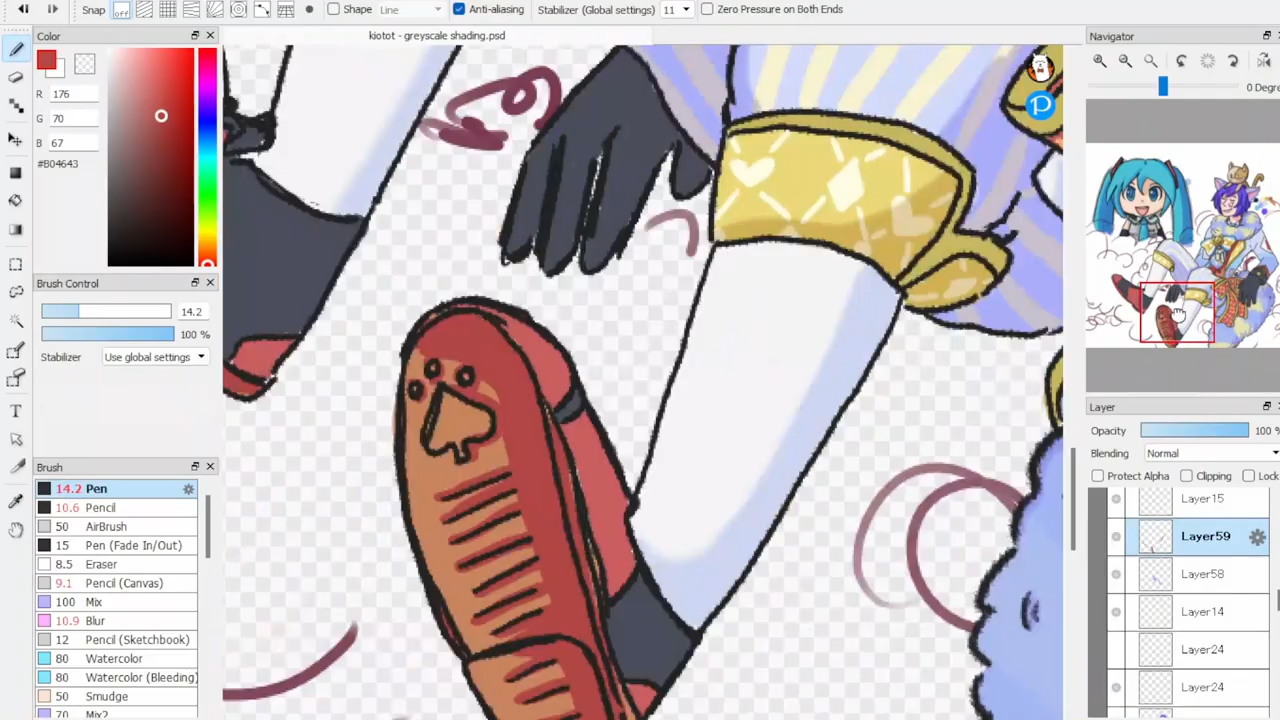 Snap off Shape Line Anti-aliasing Stabilizer (Global settings) 11 Zero Pressure on Both Ends
Color
kiotot - greyscale shading.psd
Navigator
R 176
G 70
B 67
#B04643
0 Degree
P
Brush Control
14.2
100 %
Stabilizer Use global settings
Brush
14.2 Pen
10.6 Pencil
50 AirBrush
15 Pen (Fade In/Out)
8.5 Eraser
9.1 Pencil (Canvas)
100 Mix
10.9 Blur
12 Pencil (Sketchbook)
80 Watercolor
80 Watercolor (Bleeding)
50 Smudge
70 Mix2
T
Layer
Opacity 100 %
Blending Normal
Protect Alpha Clipping Lock
Layer15
Layer59
Layer58
Layer14
Layer24
Layer24